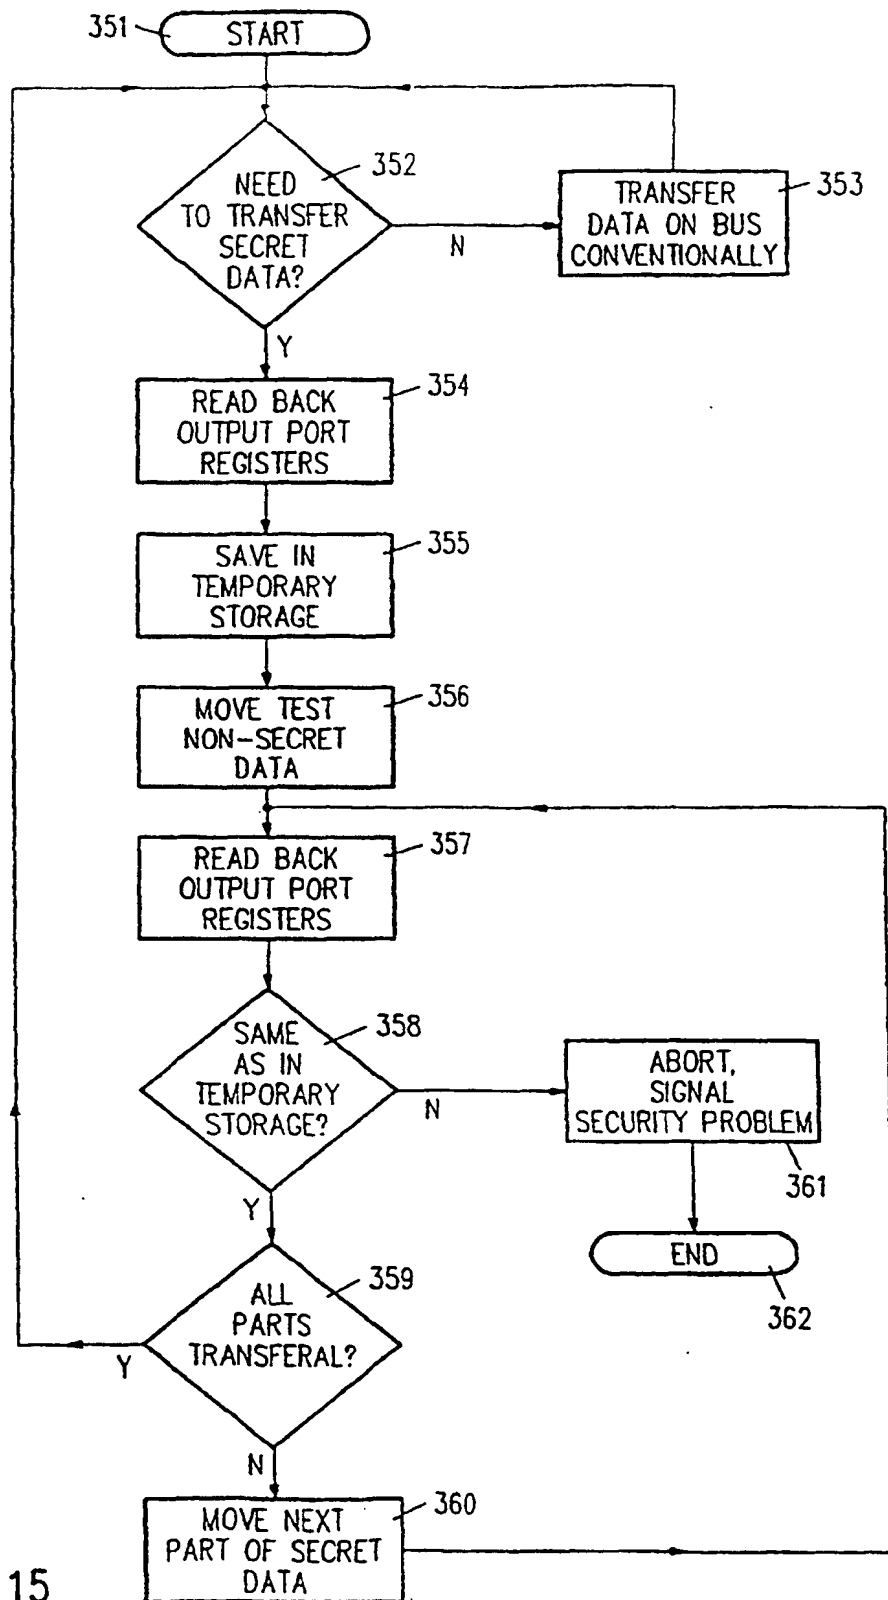 351
START
352
NEED
TO TRANSFER
SECRET
DATA?
N
TRANSFER
DATA ON BUS
CONVENTIONALLY
353
Y
READ BACK
OUTPUT PORT
REGISTERS
354
SAVE IN
TEMPORARY
STORAGE
355
MOVE TEST
NON-SECRET
DATA
356
READ BACK
OUTPUT PORT
REGISTERS
357
SAME
AS IN
TEMPORARY
STORAGE?
358
N
ABORT,
SIGNAL
SECURITY PROBLEM
361
Y
END
362
ALL
PARTS
TRANSFERAL?
359
Y
N
MOVE NEXT
PART OF SECRET
DATA
360
15